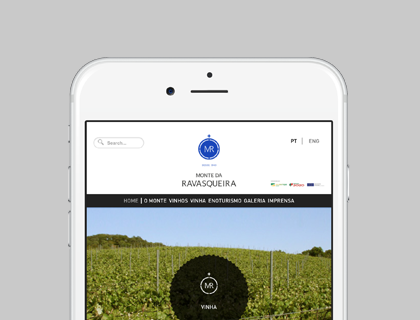 Search...
MR
PT | ENG
MONTE DA
RAVASQUEIRA
HOME | O MONTE VINHOS VINHA ENOTURISMO GALERIA IMPRENSA
MR
VINHA